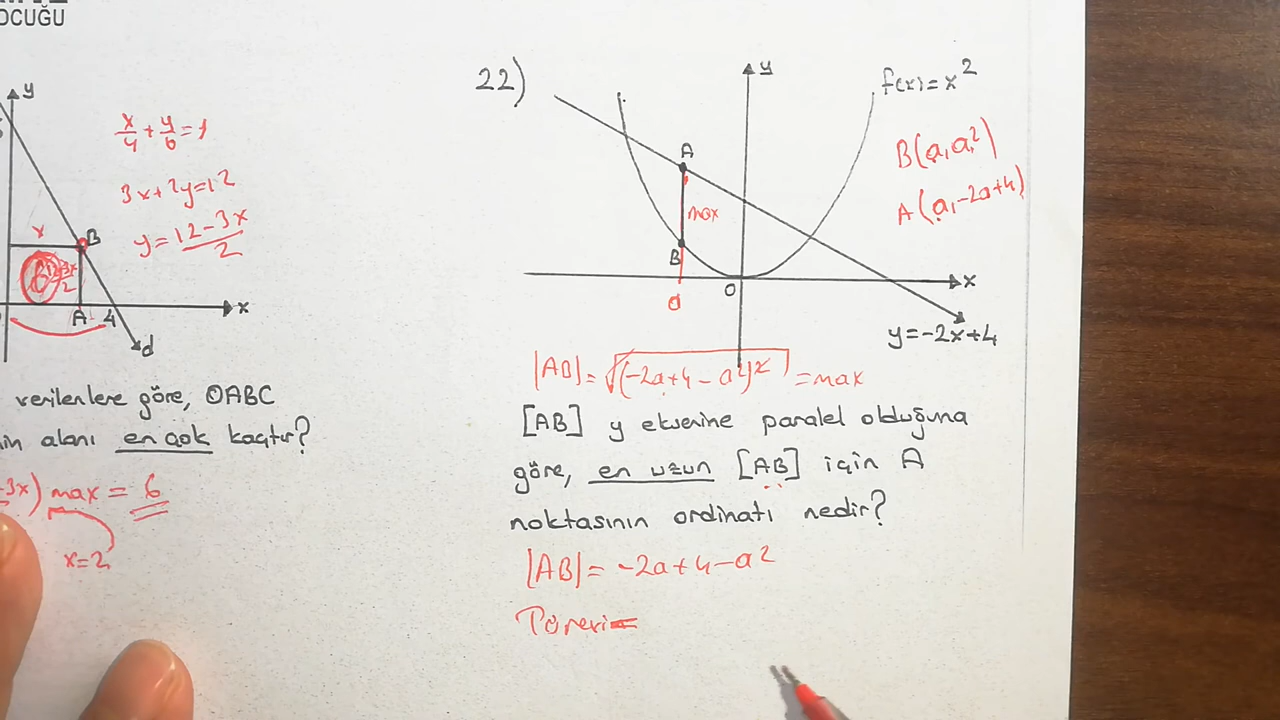 OCUĞU
y
x/4 + y/6 = 1
3x+2y=12
y = 12-3x/2
x
B
A
4
x
d
verilenlere göre, OABC
alanı en çok kaçtır?
-3x) max = 6
x=2
22)
y
f(x)=x²
B(a, a²)
A(a, -2a+4)
A
max
B
O
x
a
y=-2x+4
|AB| = √(-2a+4-a²)² = max
[AB] y eksenine paralel olduğuna
göre, en uzun [AB] için A
noktasının ordinatı nedir?
|AB| = -2a+4-a²
Türevi=